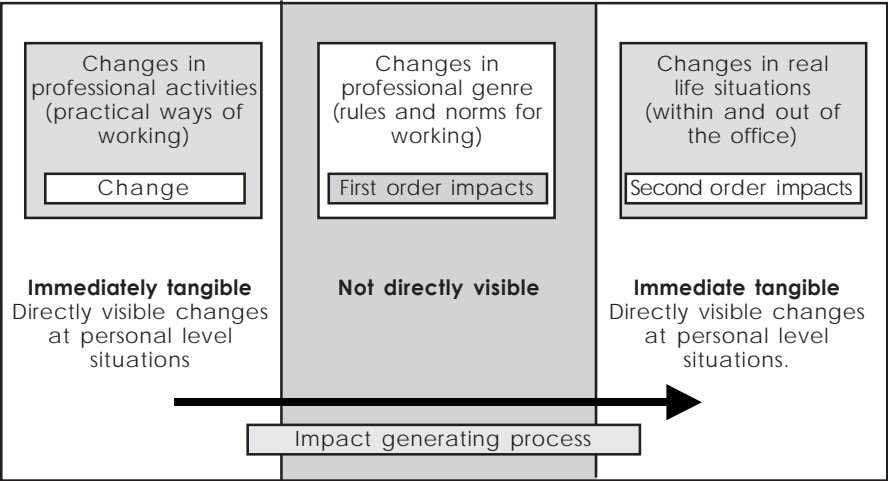 Changes in
professional activities
(practical ways of
working)
Change
Immediately tangible
Directly visible changes
at personal level
situations
Changes in
professional genre
(rules and norms for
working)
First order impacts
Not directly visible
Changes in real
life situations
(within and out of
the office)
Second order impacts
Immediate tangible
Directly visible changes
at personal level
situations.
Impact generating process